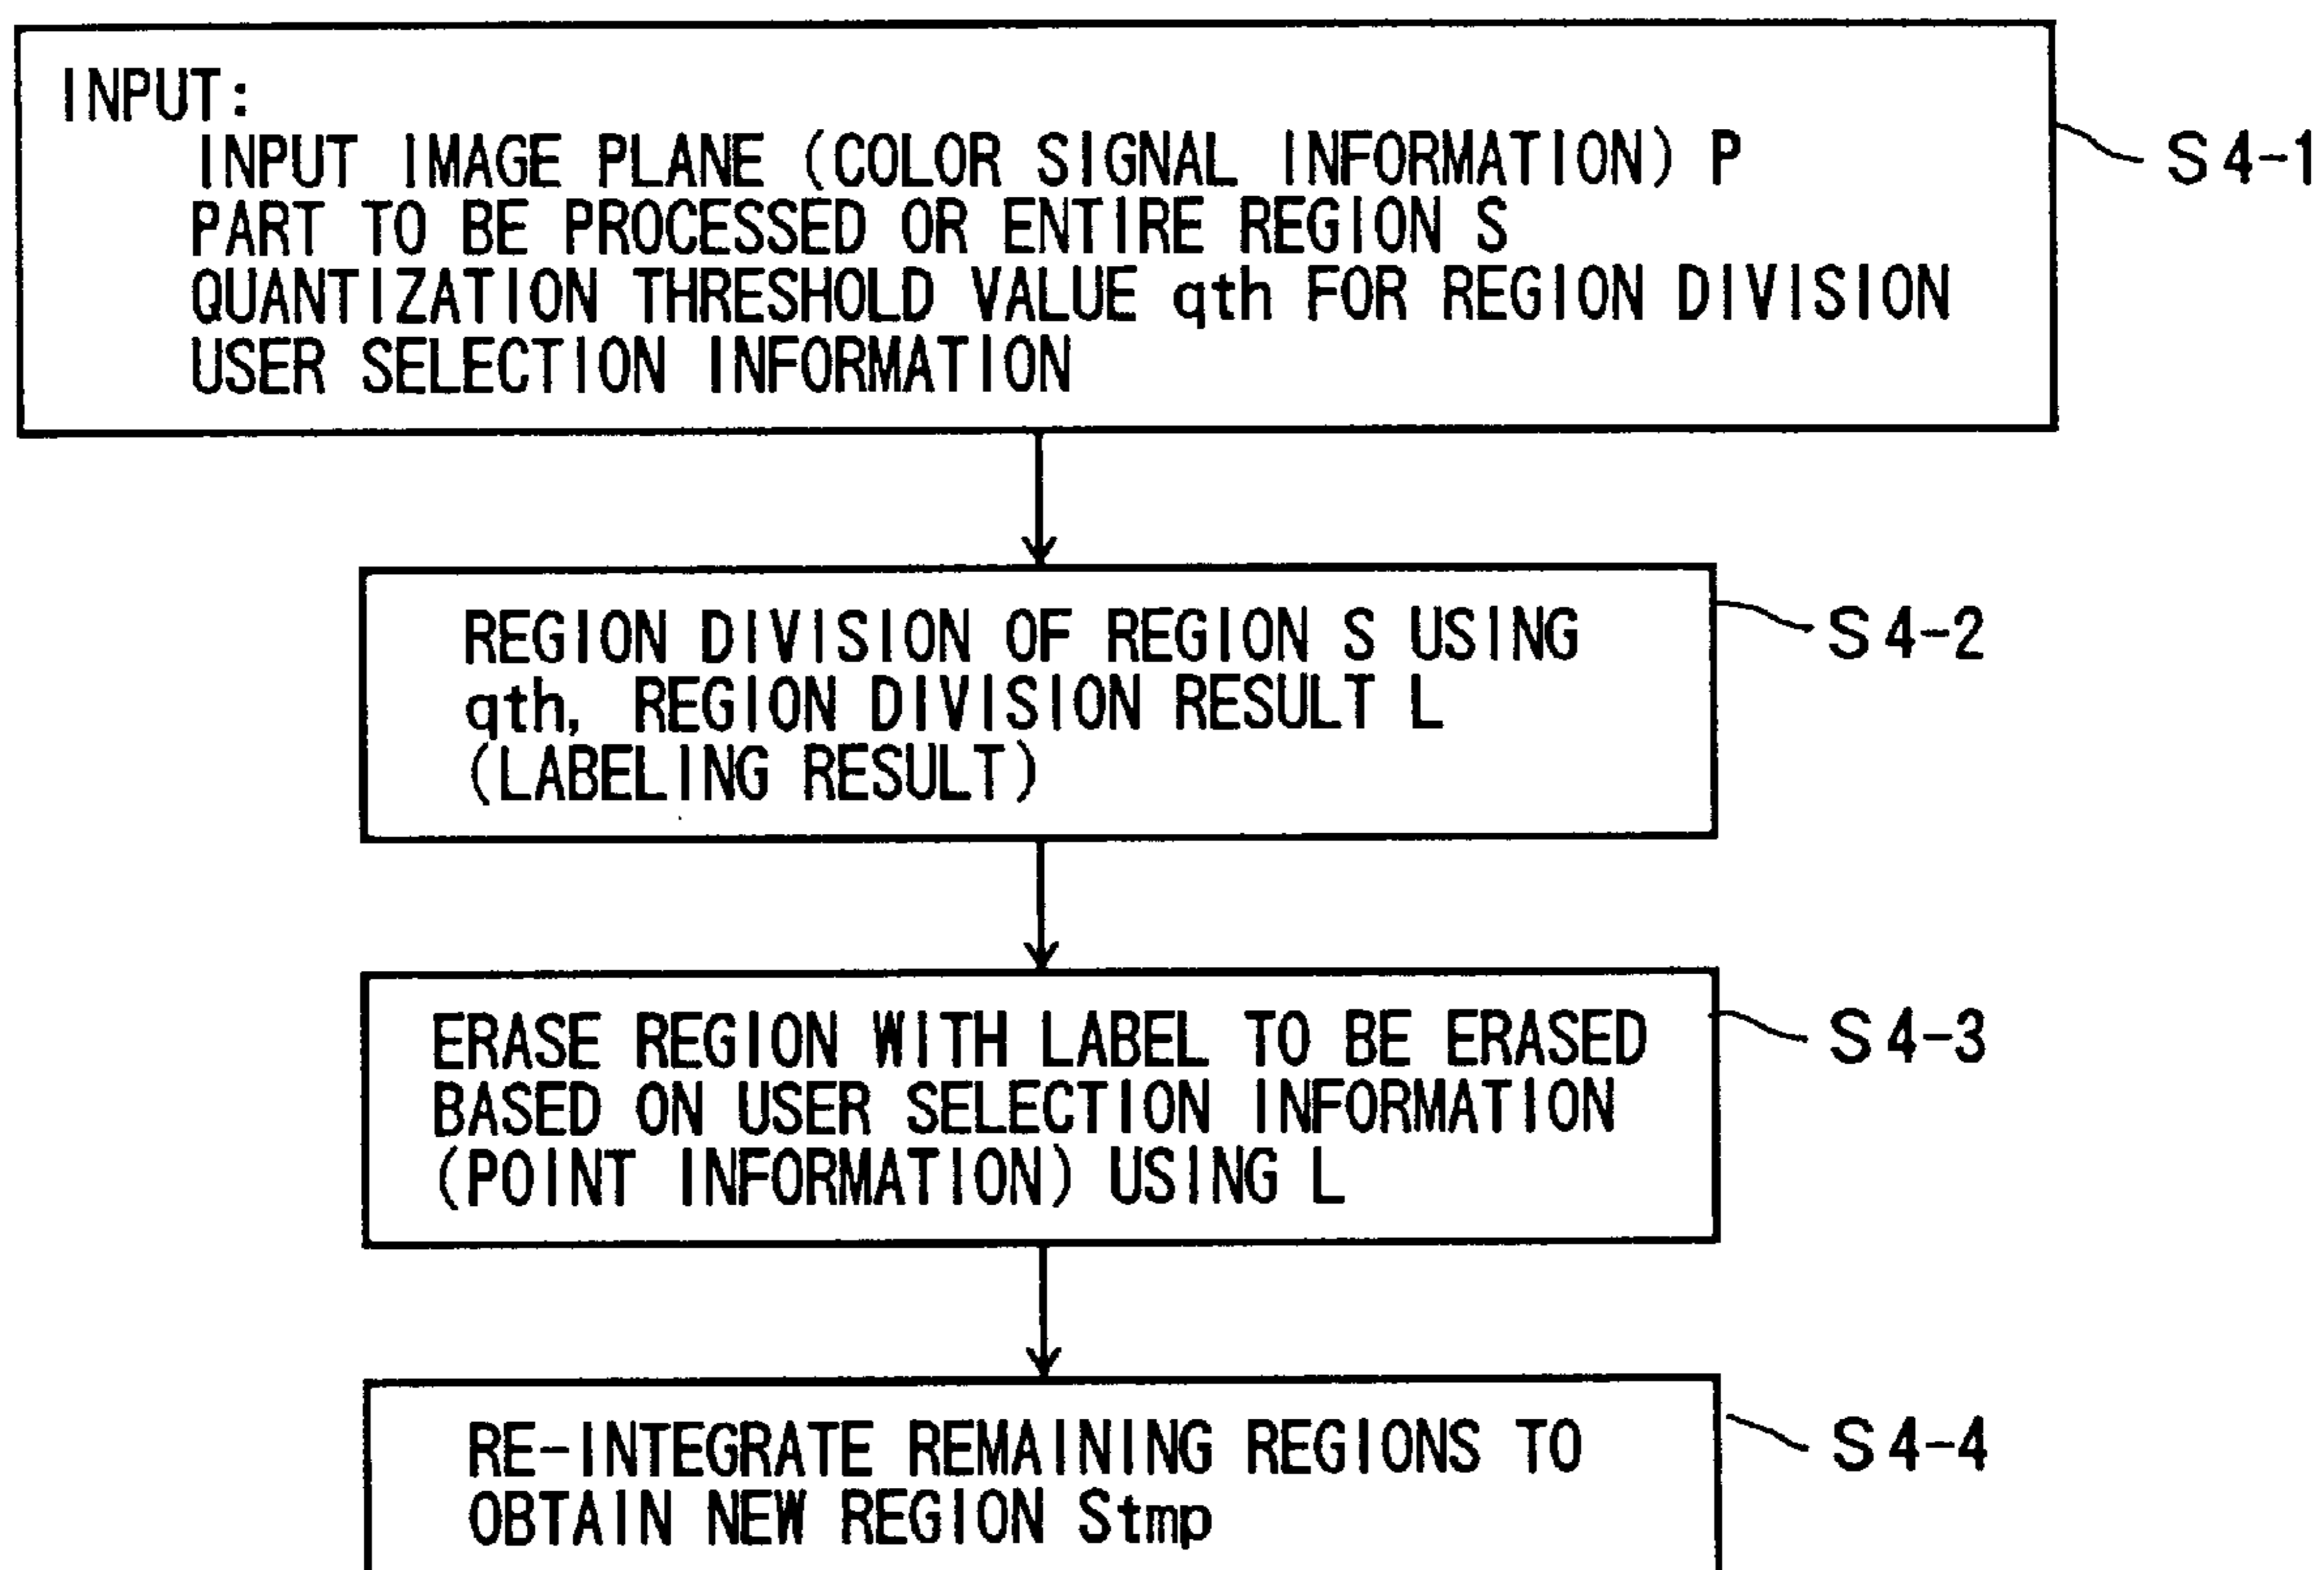 INPUT:
INPUT IMAGE PLANE (COLOR SIGNAL INFORMATION) P
S4-1
PART TO BE PROCESSED OR ENTIRE REGION S
QUANTIZATION THRESHOLD VALUE qth FOR REGION DIVISION
USER SELECTION INFORMATION
REGION DIVISION OF REGION S USING
S4-2
qth, REGION DIVISION RESULT L
(LABELING RESULT)
ERASE REGION WITH LABEL TO BE ERASED
S4-3
BASED ON USER SELECTION INFORMATION
(POINT INFORMATION) USING L
RE-INTEGRATE REMAINING REGIONS TO
S4-4
OBTAIN NEW REGION Stmp